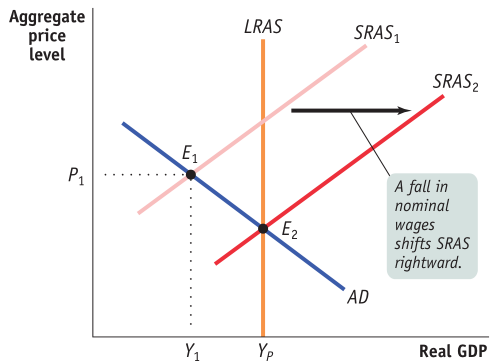 Aggregate
price
level
LRAS
SRAS1
SRAS2
E1
P1
A fall in
nominal
wages
shifts SRAS
rightward.
E2
AD
Y1
YP
Real GDP